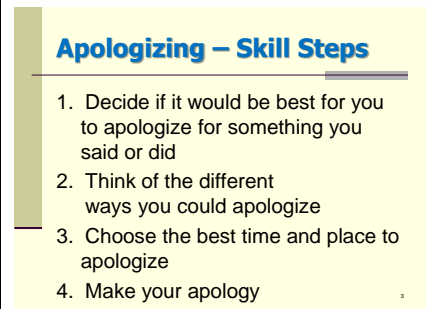 Apologizing – Skill Steps
1. Decide if it would be best for you
to apologize for something you
said or did
2. Think of the different
ways you could apologize
3. Choose the best time and place to
apologize
4. Make your apology
3